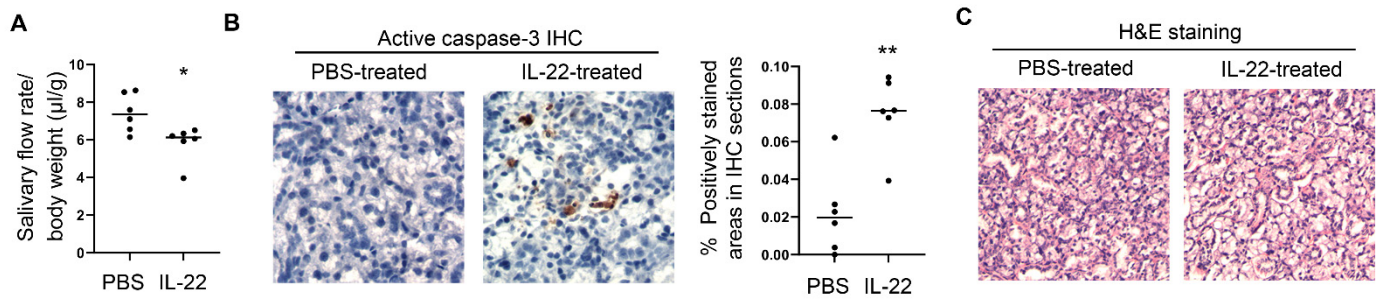 A
Salivary flow rate/
body weight (µl/g)
10
8
6
4
2
0
*
PBS IL-22
B
Active caspase-3 IHC
PBS-treated IL-22-treated
% Positively stained
areas in IHC sections
0.10
0.08
0.06
0.04
0.02
0.00
**
PBS IL-22
C
H&E staining
PBS-treated IL-22-treated